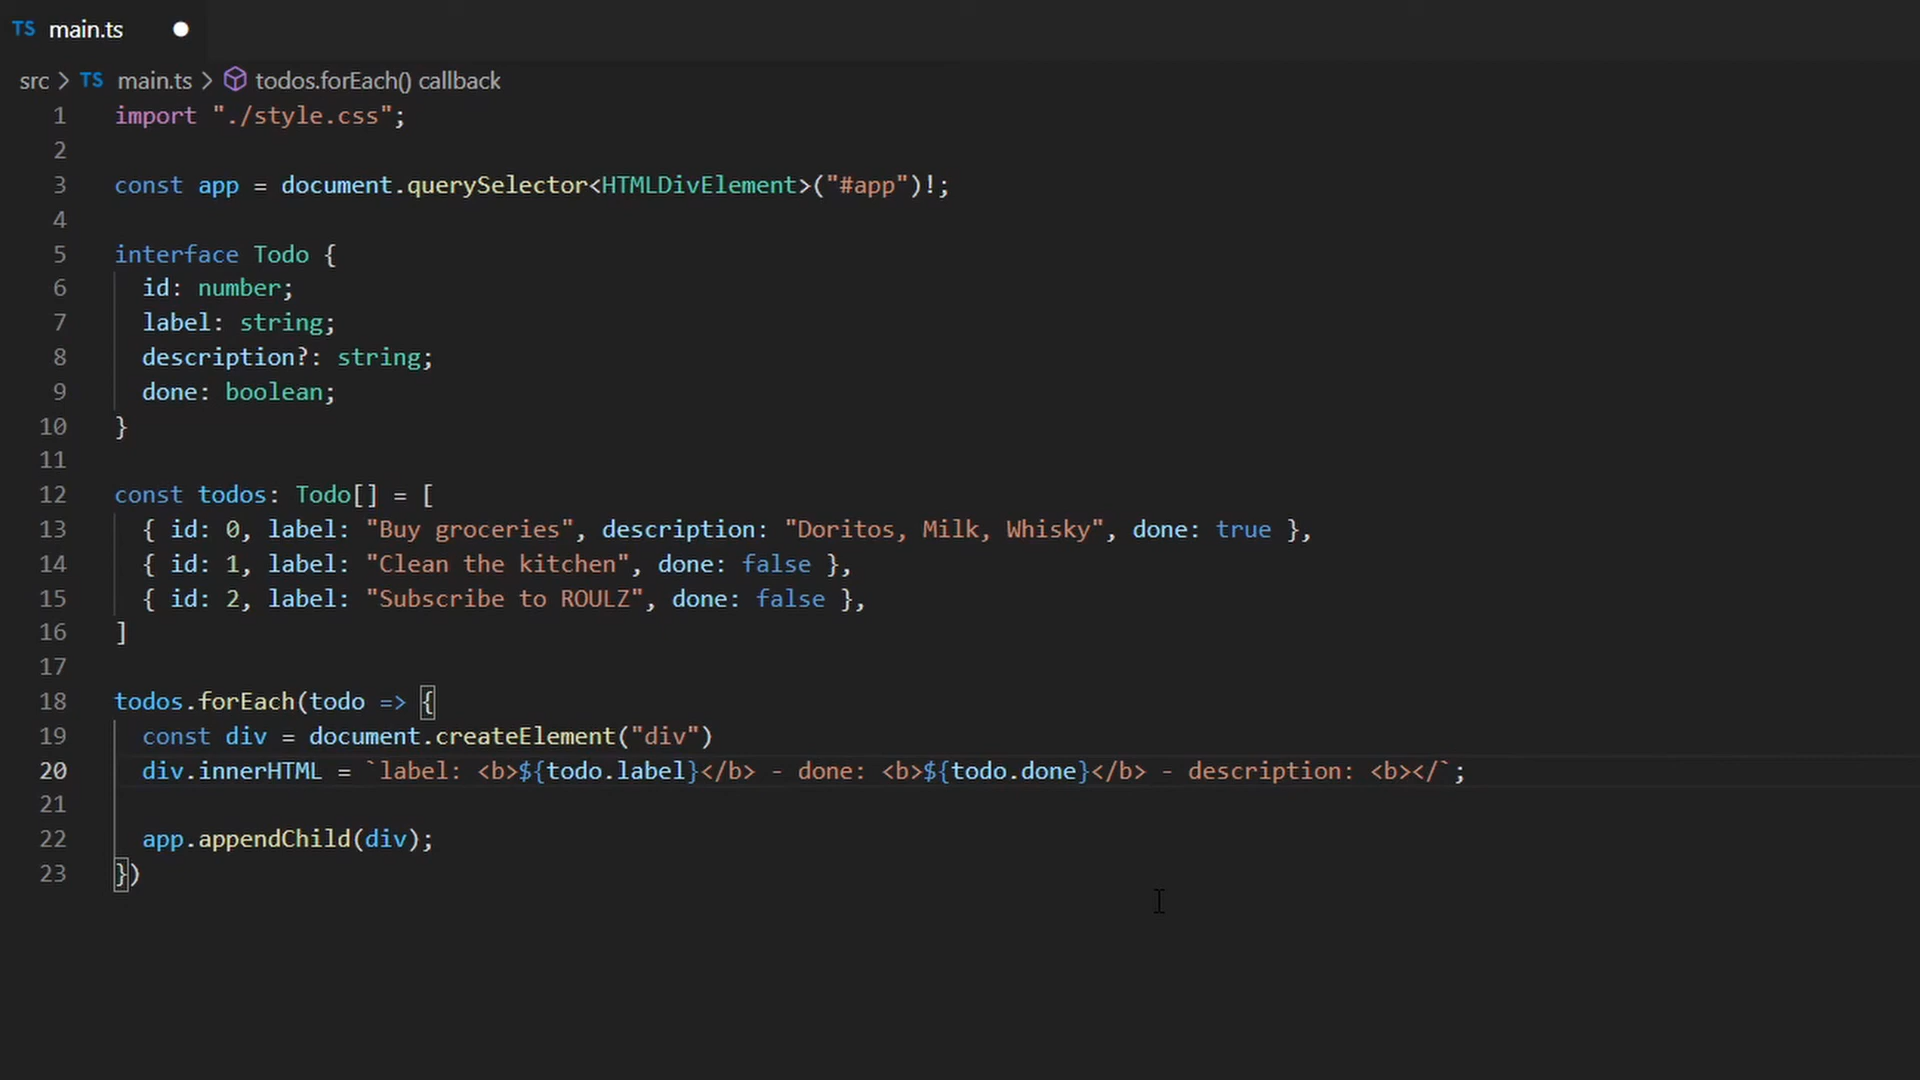 TS main.ts
src > TS main.ts > todos.forEach() callback
1 import "./style.css";
2
3 const app = document.querySelector<HTMLDivElement>("#app")!;
4
5 interface Todo {
6   id: number;
7   label: string;
8   description?: string;
9   done: boolean;
10 }
11
12 const todos: Todo[] = [
13   { id: 0, label: "Buy groceries", description: "Doritos, Milk, Whisky", done: true },
14   { id: 1, label: "Clean the kitchen", done: false },
15   { id: 2, label: "Subscribe to ROULZ", done: false },
16 ]
17
18 todos.forEach(todo => {
19   const div = document.createElement("div")
20   div.innerHTML = `label: <b>${todo.label}</b> - done: <b>${todo.done}</b> - description: <b></`;
21
22   app.appendChild(div);
23 })